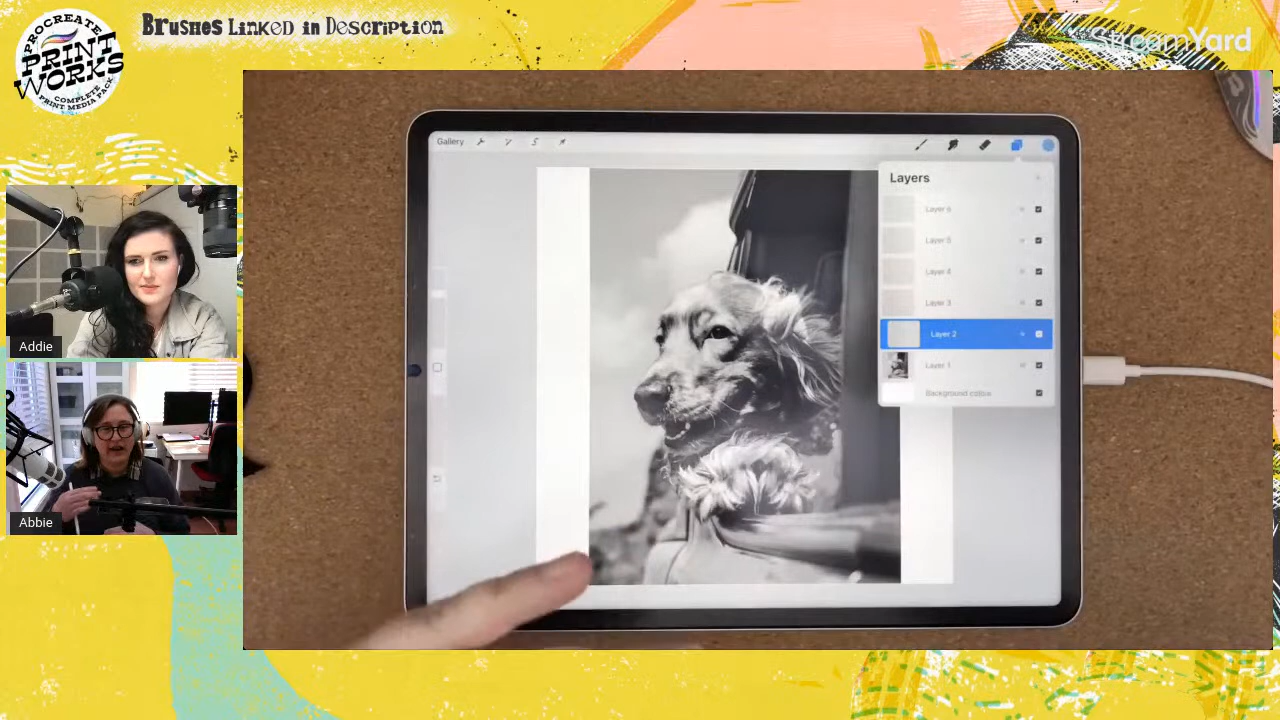 BRUSHES LINKED IN DESCRIPTION
StreamYard
PROCREATE
PRINT
WORKS
COMPLETE
PRINT MEDIA PACK
Gallery
Layers
Layer 6
Layer 5
Layer 4
Layer 3
Layer 2
Layer 1
Background colour
Addie
Abbie